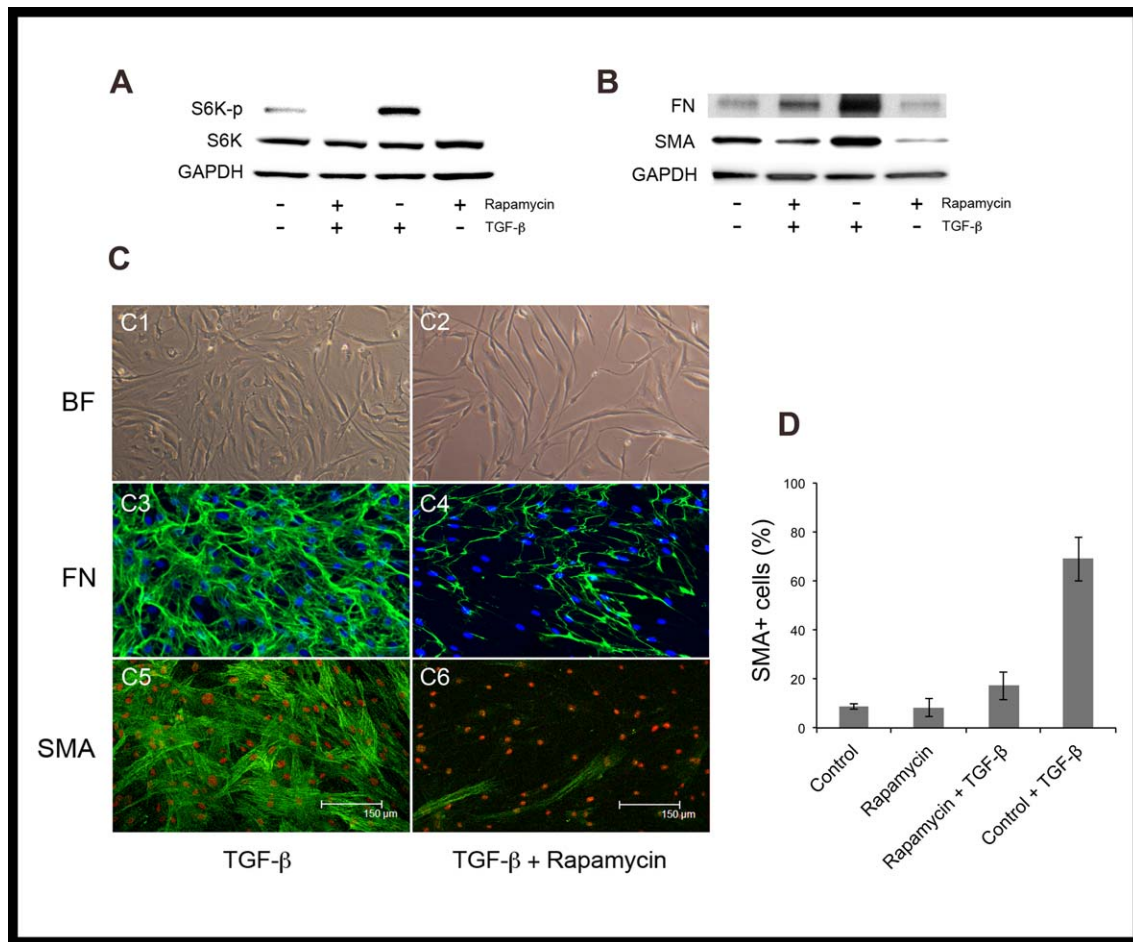 A
S6K-p
S6K
GAPDH
- + - + Rapamycin
- + + - TGF-β
B
FN
SMA
GAPDH
- + - + Rapamycin
- + + - TGF-β
C
BF
C1
C2
FN
C3
C4
SMA
C5
150 μm
C6
150 μm
TGF-β
TGF-β + Rapamycin
D
SMA+ cells (%)
100
80
60
40
20
0
Control
Rapamycin
Rapamycin + TGF-β
Control + TGF-β